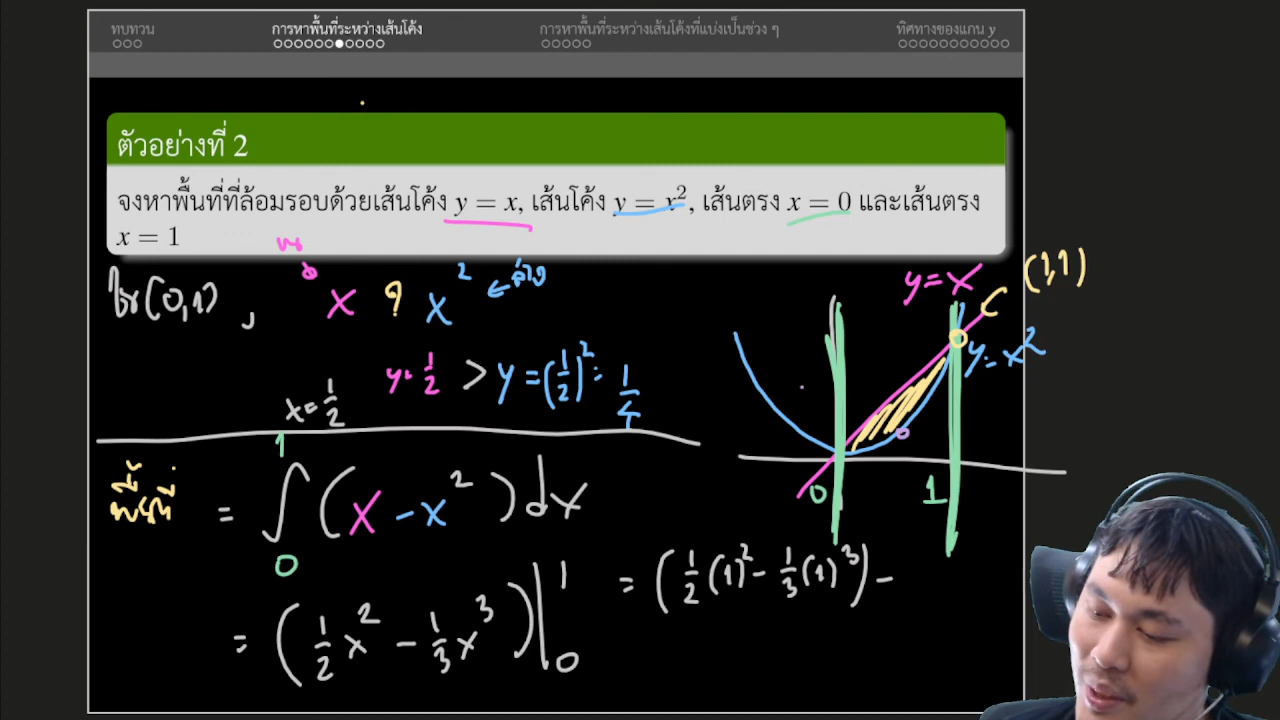 ทบทวน การหาพื้นที่ระหว่างเส้นโค้ง การหาพื้นที่ระหว่างเส้นโค้งที่แบ่งเป็นช่วง ๆ ทิศทางของแกน y
ตัวอย่างที่ 2
จงหาพื้นที่ที่ล้อมรอบด้วยเส้นโค้ง y = x, เส้นโค้ง y = x², เส้นตรง x = 0 และเส้นตรง
x = 1
บน
(0,1) , x ? x² ← ล่าง
y = 1/2 > y = (1/2)² = 1/4
x = 1/2
y = x
(1,1)
y = x²
0 1
พื้นที่ = ∫₀¹ (x - x²) dx
= (1/2 x² - 1/3 x³) |₀¹
= (1/2 (1)² - 1/3 (1)³) -